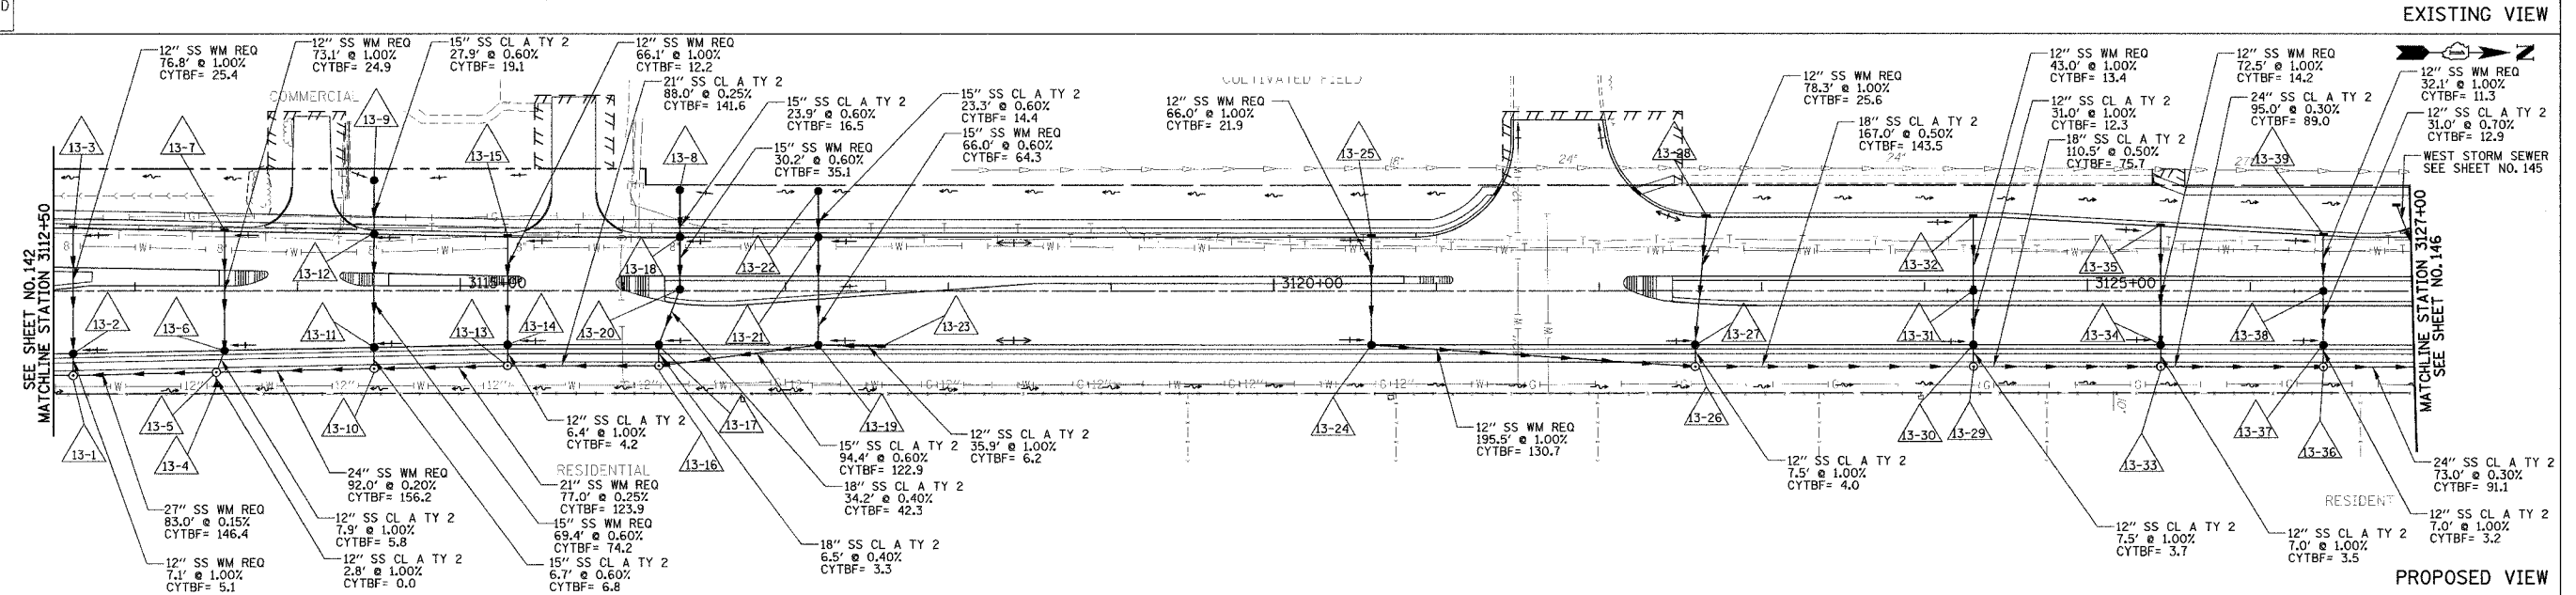 D
EXISTING VIEW
12" SS WM REQ
76.8' @ 1.00%
CYTBF= 25.4
12" SS WM REQ
73.1' @ 1.00%
CYTBF= 24.9
15" SS CL A TY 2
27.9' @ 0.60%
CYTBF= 19.1
12" SS WM REQ
66.1' @ 1.00%
CYTBF= 12.2
21" SS CL A TY 2
88.0' @ 0.25%
CYTBF= 141.6
15" SS CL A TY 2
23.9' @ 0.60%
CYTBF= 16.5
15" SS WM REQ
30.2' @ 0.60%
CYTBF= 35.1
15" SS CL A TY 2
23.3' @ 0.60%
CYTBF= 14.4
15" SS WM REQ
66.0' @ 0.60%
CYTBF= 64.3
CULTIVATED FIELD
12" SS WM REQ
66.0' @ 1.00%
CYTBF= 21.9
12" SS WM REQ
78.3' @ 1.00%
CYTBF= 25.6
18" SS CL A TY 2
167.0' @ 0.50%
CYTBF= 143.5
12" SS WM REQ
43.0' @ 1.00%
CYTBF= 13.4
12" SS CL A TY 2
31.0' @ 1.00%
CYTBF= 12.3
18" SS CL A TY 2
110.5' @ 0.50%
CYTBF= 75.7
12" SS WM REQ
72.5' @ 1.00%
CYTBF= 14.2
24" SS CL A TY 2
95.0' @ 0.30%
CYTBF= 89.0
N
12" SS WM REQ
32.1' @ 1.00%
CYTBF= 11.3
12" SS CL A TY 2
31.0' @ 0.70%
CYTBF= 12.9
WEST STORM SEWER
SEE SHEET NO. 145
COMMERCIAL
13-3
13-7
13-9
13-15
13-8
13-25
13-28
13-39
18"
24"
24"
27"
SEE SHEET NO. 142
MATCHLINE STATION 3112+50
13-12
13-18
13-22
13-32
13-35
3115+00
3120+00
3125+00
MATCHLINE STATION 3127+00
SEE SHEET NO. 146
13-2
13-6
13-11
13-13
13-14
13-20
13-21
13-23
13-27
13-31
13-34
13-38
13-1
13-5
13-4
13-10
13-17
13-16
13-19
13-24
13-26
13-30
13-29
13-33
13-37
13-36
12" SS CL A TY 2
6.4' @ 1.00%
CYTBF= 4.2
RESIDENTIAL
21" SS WM REQ
77.0' @ 0.25%
CYTBF= 123.9
15" SS WM REQ
69.4' @ 0.60%
CYTBF= 74.2
15" SS CL A TY 2
6.7' @ 0.60%
CYTBF= 6.8
24" SS WM REQ
92.0' @ 0.20%
CYTBF= 156.2
12" SS CL A TY 2
7.9' @ 1.00%
CYTBF= 5.8
12" SS CL A TY 2
2.8' @ 1.00%
CYTBF= 0.0
27" SS WM REQ
83.0' @ 0.15%
CYTBF= 146.4
12" SS WM REQ
7.1' @ 1.00%
CYTBF= 5.1
12" SS CL A TY 2
35.9' @ 1.00%
CYTBF= 6.2
15" SS CL A TY 2
94.4' @ 0.60%
CYTBF= 122.9
18" SS CL A TY 2
34.2' @ 0.40%
CYTBF= 42.3
18" SS CL A TY 2
6.5' @ 0.40%
CYTBF= 3.3
12" SS WM REQ
195.5' @ 1.00%
CYTBF= 130.7
12" SS CL A TY 2
7.5' @ 1.00%
CYTBF= 4.0
12" SS CL A TY 2
7.5' @ 1.00%
CYTBF= 3.7
12" SS CL A TY 2
7.0' @ 1.00%
CYTBF= 3.5
24" SS CL A TY 2
73.0' @ 0.30%
CYTBF= 91.1
RESIDENT
12" SS CL A TY 2
7.0' @ 1.00%
CYTBF= 3.2
PROPOSED VIEW